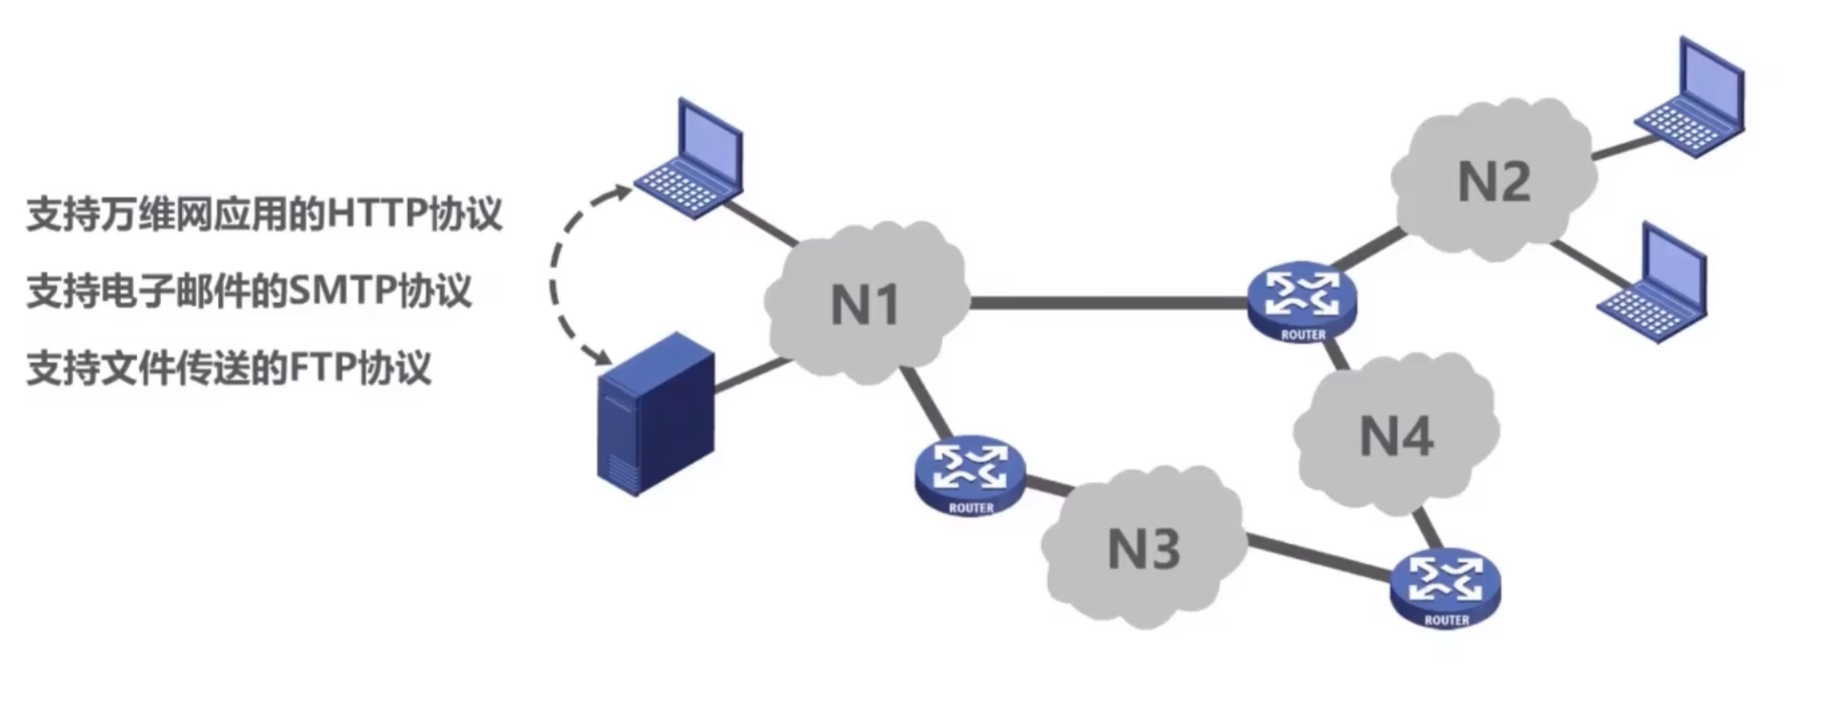 支持万维网应用的HTTP协议
支持电子邮件的SMTP协议
支持文件传送的FTP协议
N1
N2
ROUTER
N4
ROUTER
N3
ROUTER